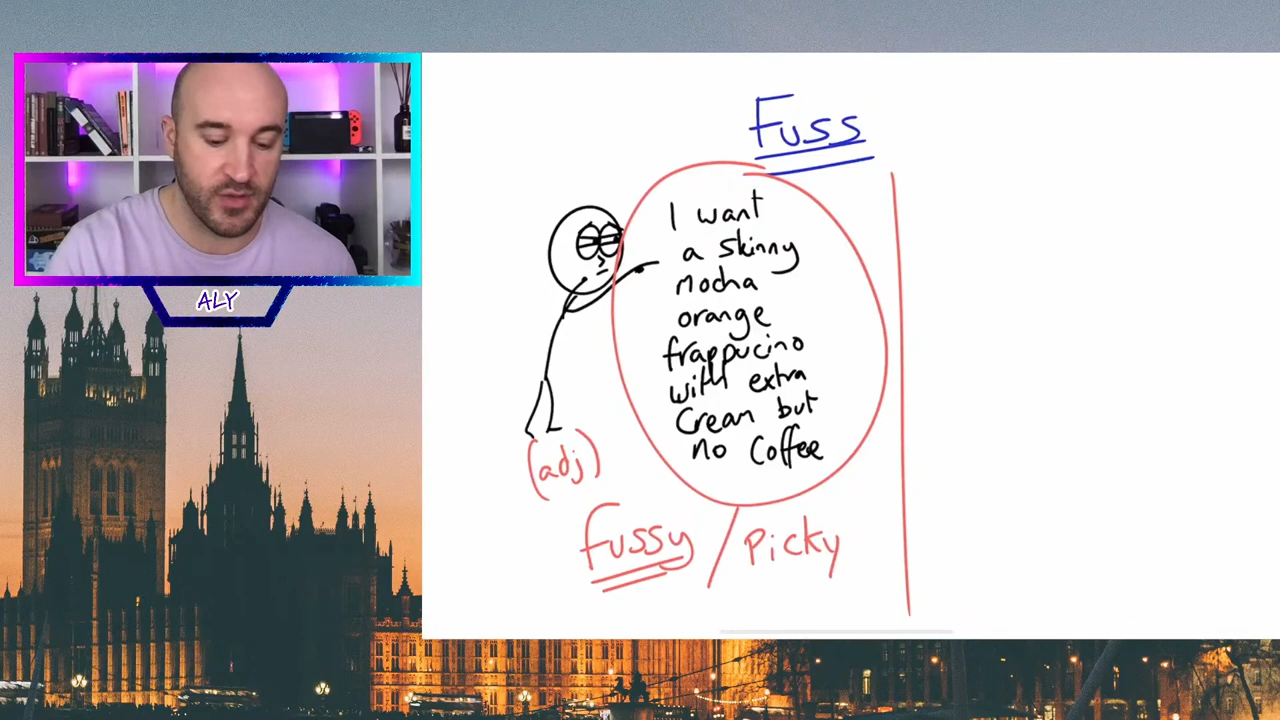 ALY
Fuss
I want
a skinny
Mocha
orange
frappucino
with extra
Cream but
no Coffee
(adj)
fussy / Picky